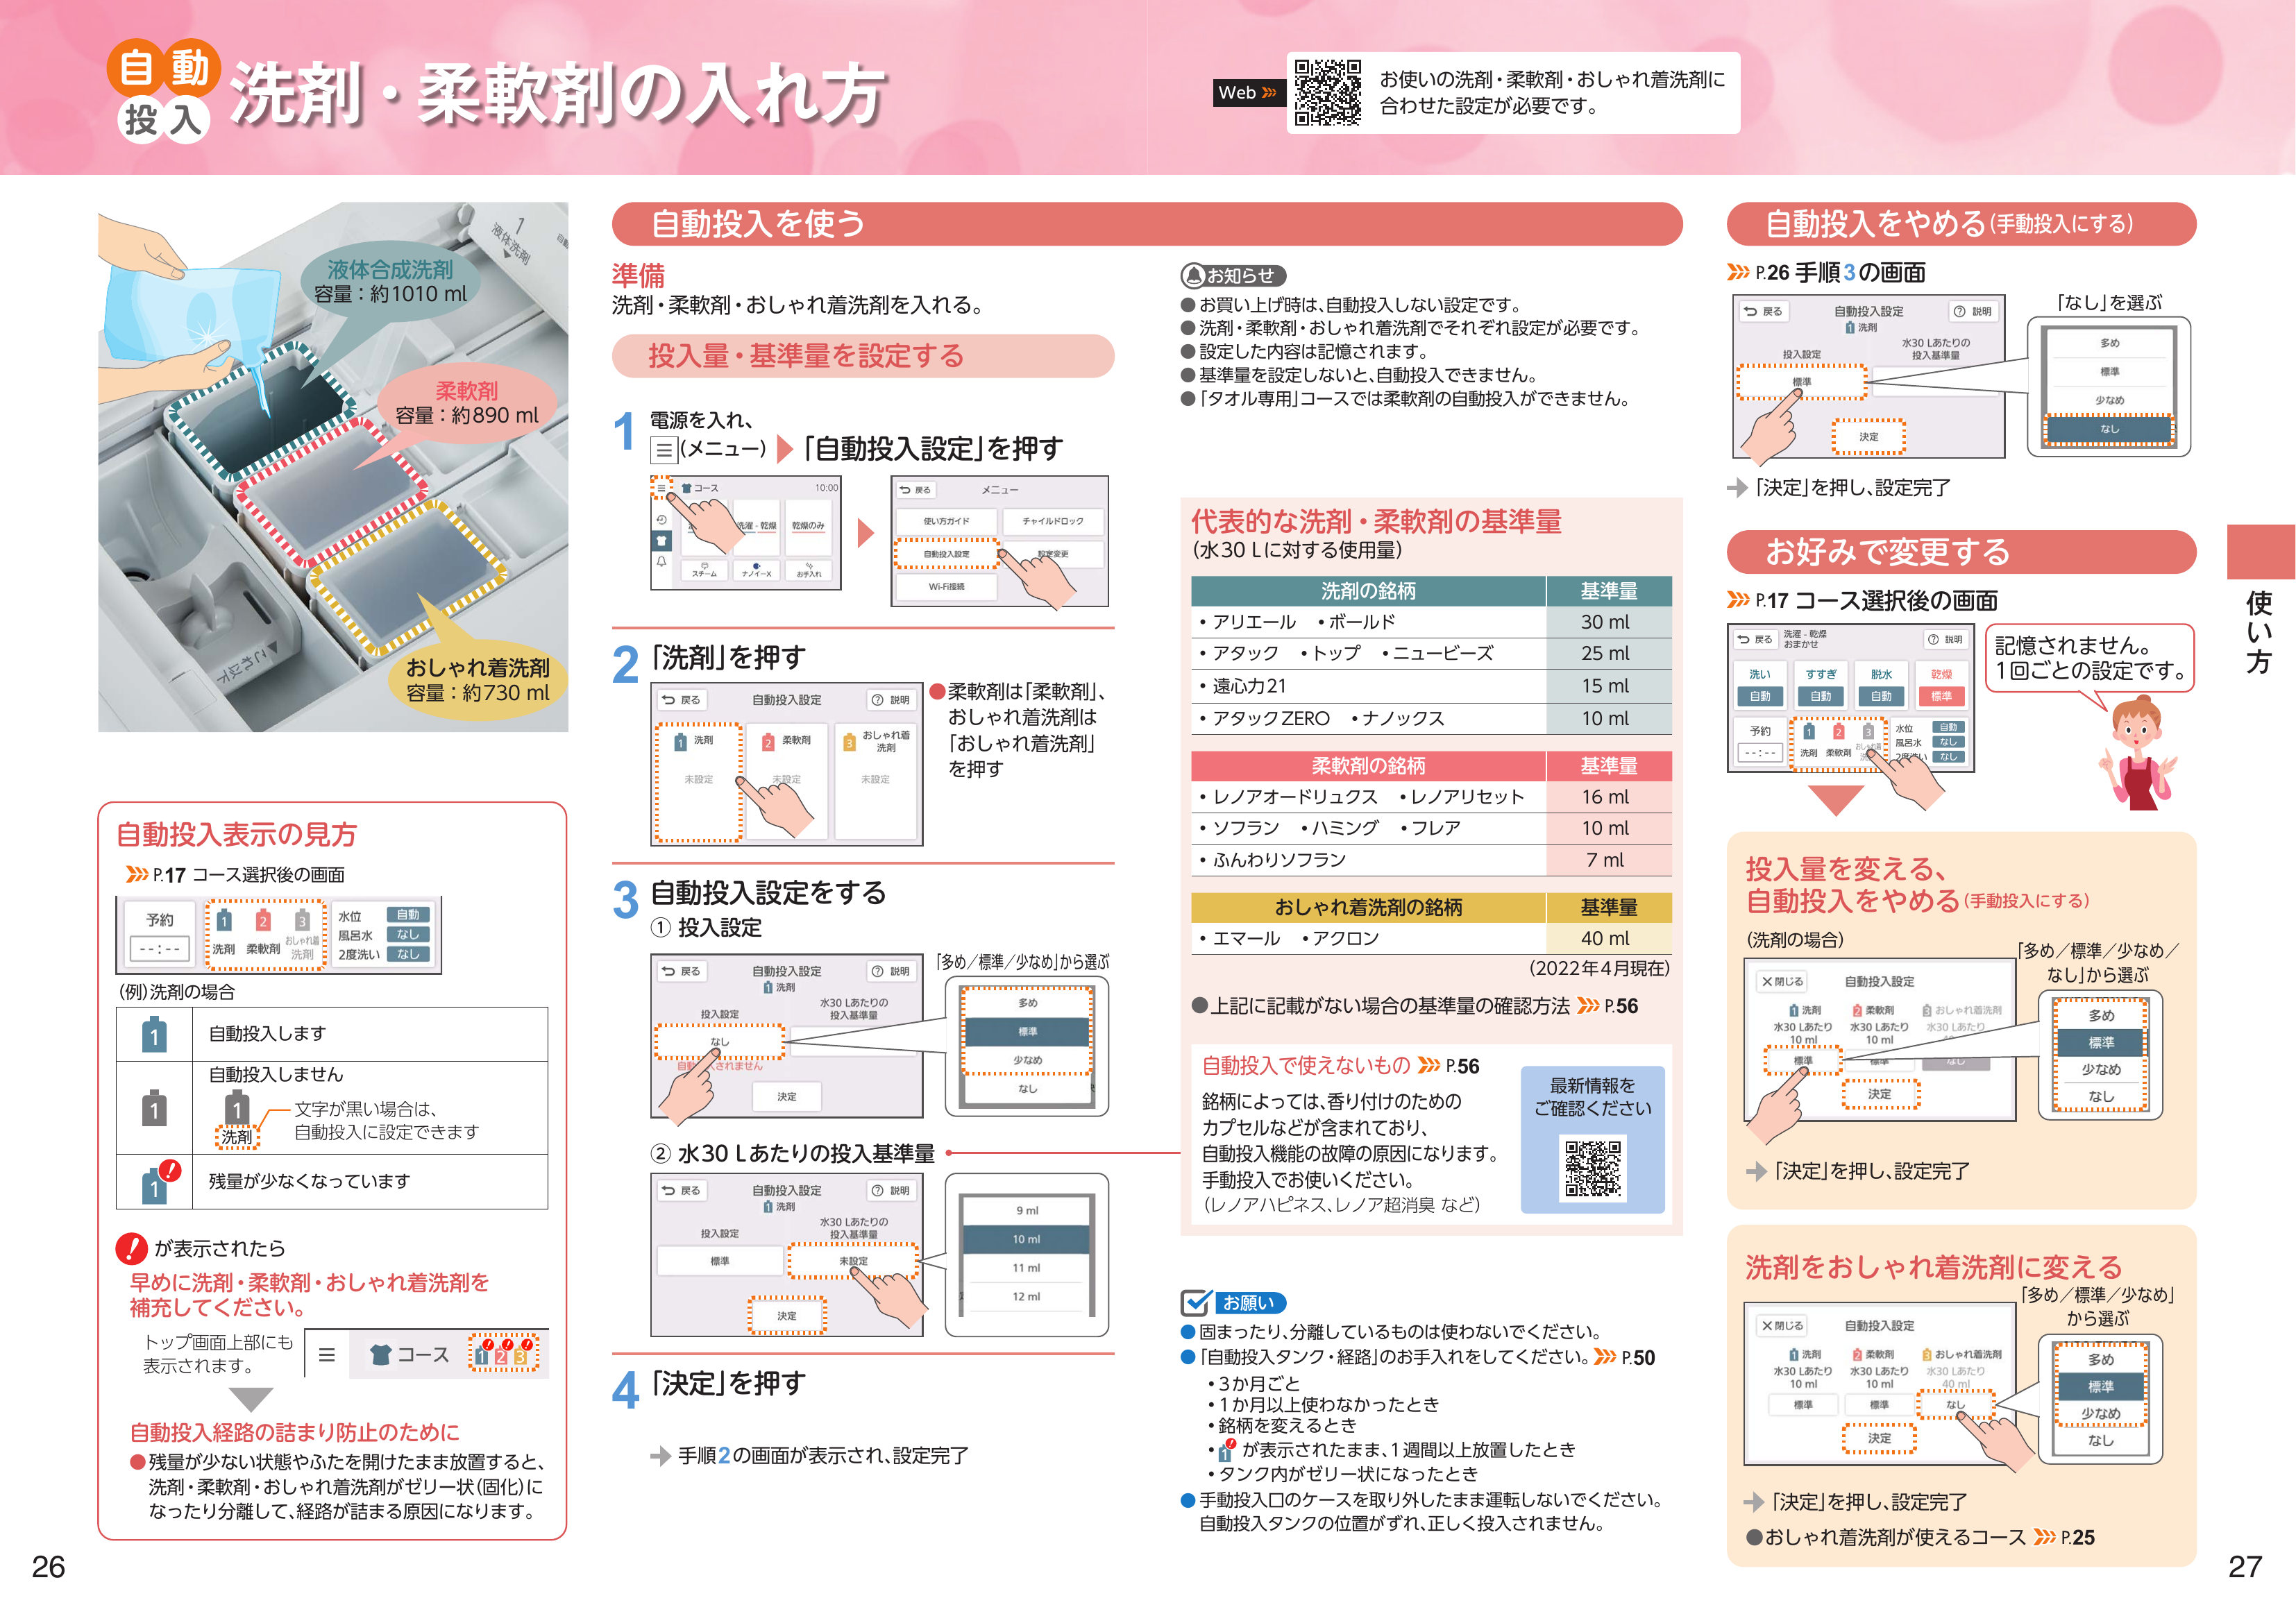 自動投入 洗剤・柔軟剤の入れ方
Web
お使いの洗剤・柔軟剤・おしゃれ着洗剤に
合わせた設定が必要です。
1
液体洗剤
液体合成洗剤
容量：約1010 ml
柔軟剤
容量：約890 ml
おしゃれ着洗剤
容量：約730 ml
自動投入表示の見方
P.17 コース選択後の画面
予約
--:--
1 2 3
洗剤 柔軟剤 おしゃれ着洗剤
水位 自動
風呂水 なし
2度洗い なし
(例)洗剤の場合
1 自動投入します
1 自動投入しません
1 洗剤
文字が黒い場合は、
自動投入に設定できます
1 残量が少なくなっています
が表示されたら
早めに洗剤・柔軟剤・おしゃれ着洗剤を
補充してください。
トップ画面上部にも
表示されます。
コース 1 2 3
自動投入経路の詰まり防止のために
●残量が少ない状態やふたを開けたまま放置すると、
洗剤・柔軟剤・おしゃれ着洗剤がゼリー状(固化)に
なったり分離して、経路が詰まる原因になります。
26
自動投入を使う
準備
洗剤・柔軟剤・おしゃれ着洗剤を入れる。
投入量・基準量を設定する
1 電源を入れ、
(メニュー) 「自動投入設定」を押す
コース 10:00
洗濯-乾燥 乾燥のみ
スチーム ナノイーX お手入れ
戻る メニュー
使い方ガイド チャイルドロック
自動投入設定 設定変更
Wi-Fi接続
2 「洗剤」を押す
戻る 自動投入設定 説明
1 洗剤 2 柔軟剤 3 おしゃれ着洗剤
未設定 未設定 未設定
●柔軟剤は「柔軟剤」、
おしゃれ着洗剤は
「おしゃれ着洗剤」
を押す
3 自動投入設定をする
① 投入設定
戻る 自動投入設定 説明
1 洗剤
投入設定
水30 Lあたりの
投入基準量
なし
決定
「多め／標準／少なめ」から選ぶ
多め
標準
少なめ
なし
② 水30 Lあたりの投入基準量
戻る 自動投入設定 説明
1 洗剤
投入設定
水30 Lあたりの
投入基準量
標準 未設定
決定
9 ml
10 ml
11 ml
12 ml
4 「決定」を押す
手順2の画面が表示され、設定完了
お知らせ
●お買い上げ時は、自動投入しない設定です。
●洗剤・柔軟剤・おしゃれ着洗剤でそれぞれ設定が必要です。
●設定した内容は記憶されます。
●基準量を設定しないと、自動投入できません。
●「タオル専用」コースでは柔軟剤の自動投入ができません。
代表的な洗剤・柔軟剤の基準量
(水30 Lに対する使用量)
洗剤の銘柄 基準量
・アリエール ・ボールド 30 ml
・アタック ・トップ ・ニュービーズ 25 ml
・遠心力21 15 ml
・アタックZERO ・ナノックス 10 ml
柔軟剤の銘柄 基準量
・レノアオードリュクス ・レノアリセット 16 ml
・ソフラン ・ハミング ・フレア 10 ml
・ふんわりソフラン 7 ml
おしゃれ着洗剤の銘柄 基準量
・エマール ・アクロン 40 ml
(2022年4月現在)
●上記に記載がない場合の基準量の確認方法 P.56
自動投入で使えないもの P.56
銘柄によっては、香り付けのための
カプセルなどが含まれており、
自動投入機能の故障の原因になります。
手動投入でお使いください。
(レノアハピネス、レノア超消臭 など)
最新情報を
ご確認ください
お願い
●固まったり、分離しているものは使わないでください。
●「自動投入タンク・経路」のお手入れをしてください。 P.50
・3か月ごと
・1か月以上使わなかったとき
・銘柄を変えるとき
・1 が表示されたまま、1週間以上放置したとき
・タンク内がゼリー状になったとき
●手動投入口のケースを取り外したまま運転しないでください。
自動投入タンクの位置がずれ、正しく投入されません。
自動投入をやめる(手動投入にする)
P.26 手順3の画面
戻る 自動投入設定 説明
1 洗剤
投入設定
水30 Lあたりの
投入基準量
標準
決定
「なし」を選ぶ
多め
標準
少なめ
なし
「決定」を押し、設定完了
お好みで変更する
P.17 コース選択後の画面
戻る 洗濯-乾燥 おまかせ 説明
洗い すすぎ 脱水 乾燥
自動 自動 自動 標準
予約
--:--
1 2 3
洗剤 柔軟剤
水位 自動
風呂水 なし
2度洗い なし
記憶されません。
1回ごとの設定です。
投入量を変える、
自動投入をやめる(手動投入にする)
(洗剤の場合)
閉じる 自動投入設定
1 洗剤 2 柔軟剤 3 おしゃれ着洗剤
水30 Lあたり 水30 Lあたり 水30 Lあたり
10 ml 10 ml
標準 標準 なし
決定
「多め／標準／少なめ／
なし」から選ぶ
多め
標準
少なめ
なし
「決定」を押し、設定完了
洗剤をおしゃれ着洗剤に変える
閉じる 自動投入設定
1 洗剤 2 柔軟剤 3 おしゃれ着洗剤
水30 Lあたり 水30 Lあたり 水30 Lあたり
10 ml 10 ml 40 ml
標準 標準 なし
決定
「多め／標準／少なめ」
から選ぶ
多め
標準
少なめ
なし
「決定」を押し、設定完了
●おしゃれ着洗剤が使えるコース P.25
使い方
27